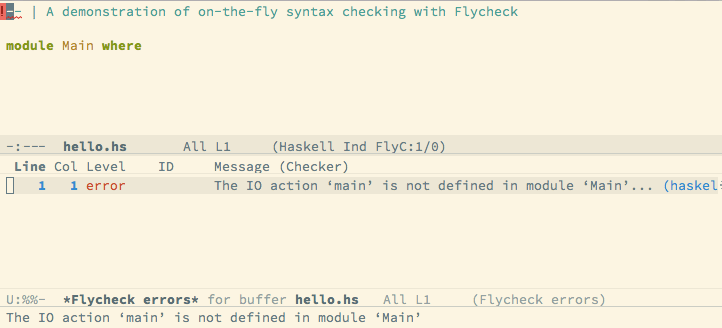 -- | A demonstration of on-the-fly syntax checking with Flycheck
module Main where
-:--- hello.hs All L1 (Haskell Ind FlyC:1/0)
Line Col Level ID Message (Checker)
1 1 error The IO action ‘main’ is not defined in module ‘Main’... (haskel
U:%%- *Flycheck errors* for buffer hello.hs All L1 (Flycheck errors)
The IO action ‘main’ is not defined in module ‘Main’